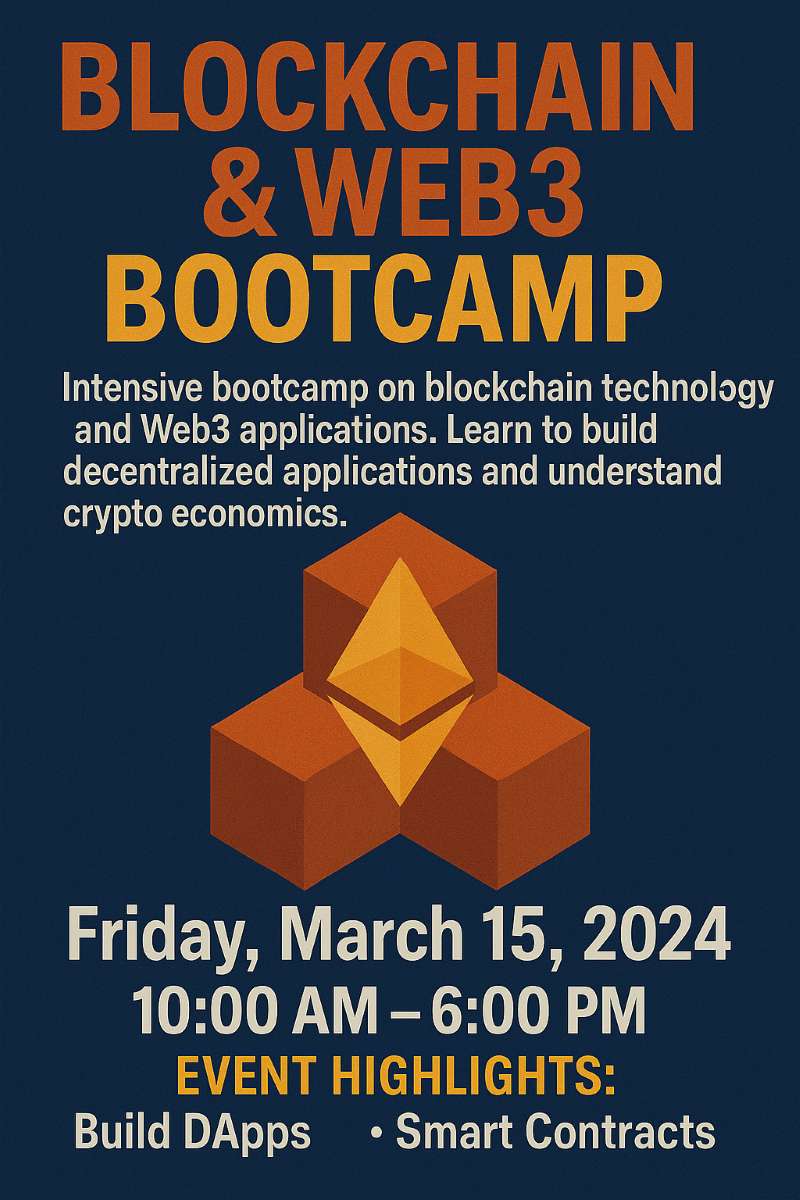 BLOCKCHAIN
& WEB3
BOOTCAMP
Intensive bootcamp on blockchain technology
and Web3 applications. Learn to build
decentralized applications and understand
crypto economics.
Friday, March 15, 2024
10:00 AM – 6:00 PM
EVENT HIGHLIGHTS:
Build DApps • Smart Contracts